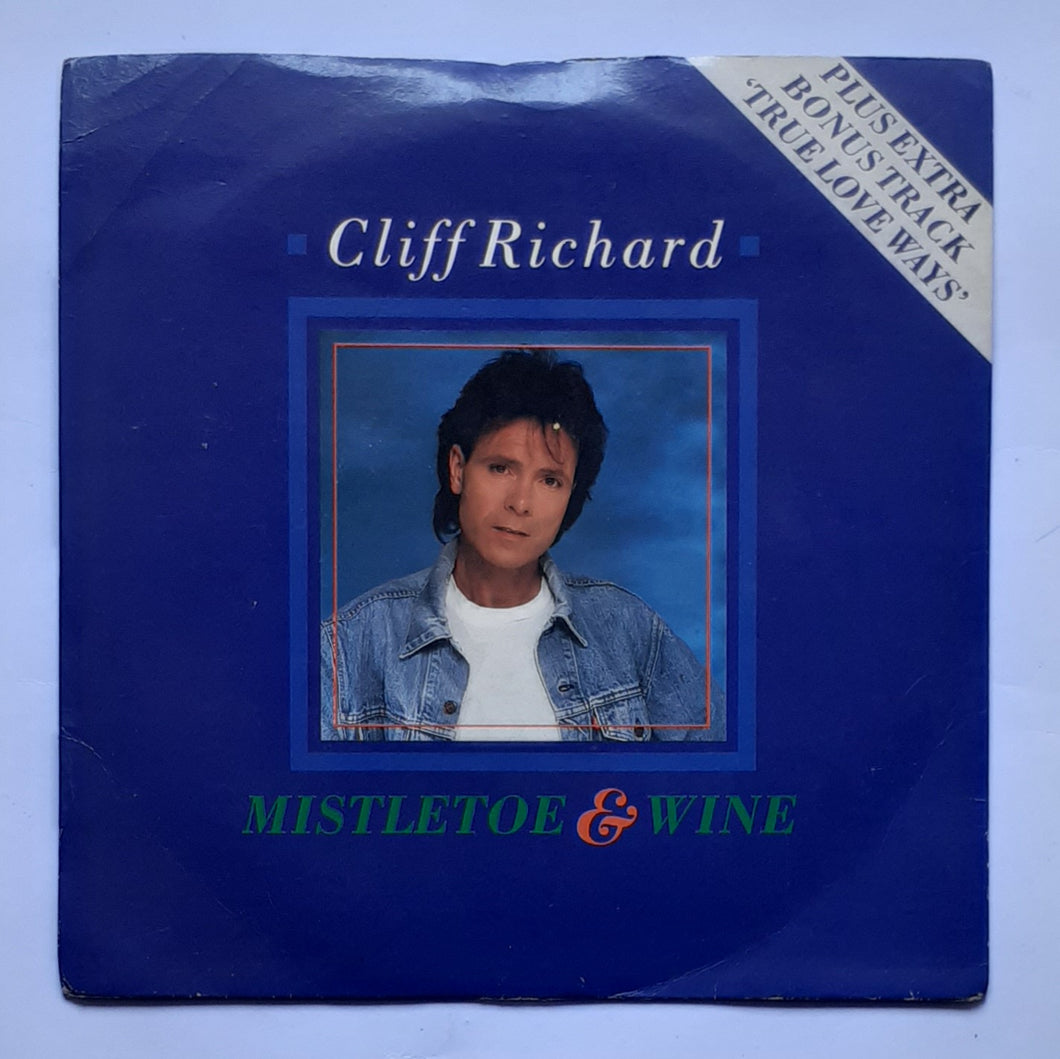 PLUS EXTRA
BONUS TRACK
‘TRUE LOVE WAYS’
Cliff Richard
MISTLETOE & WINE